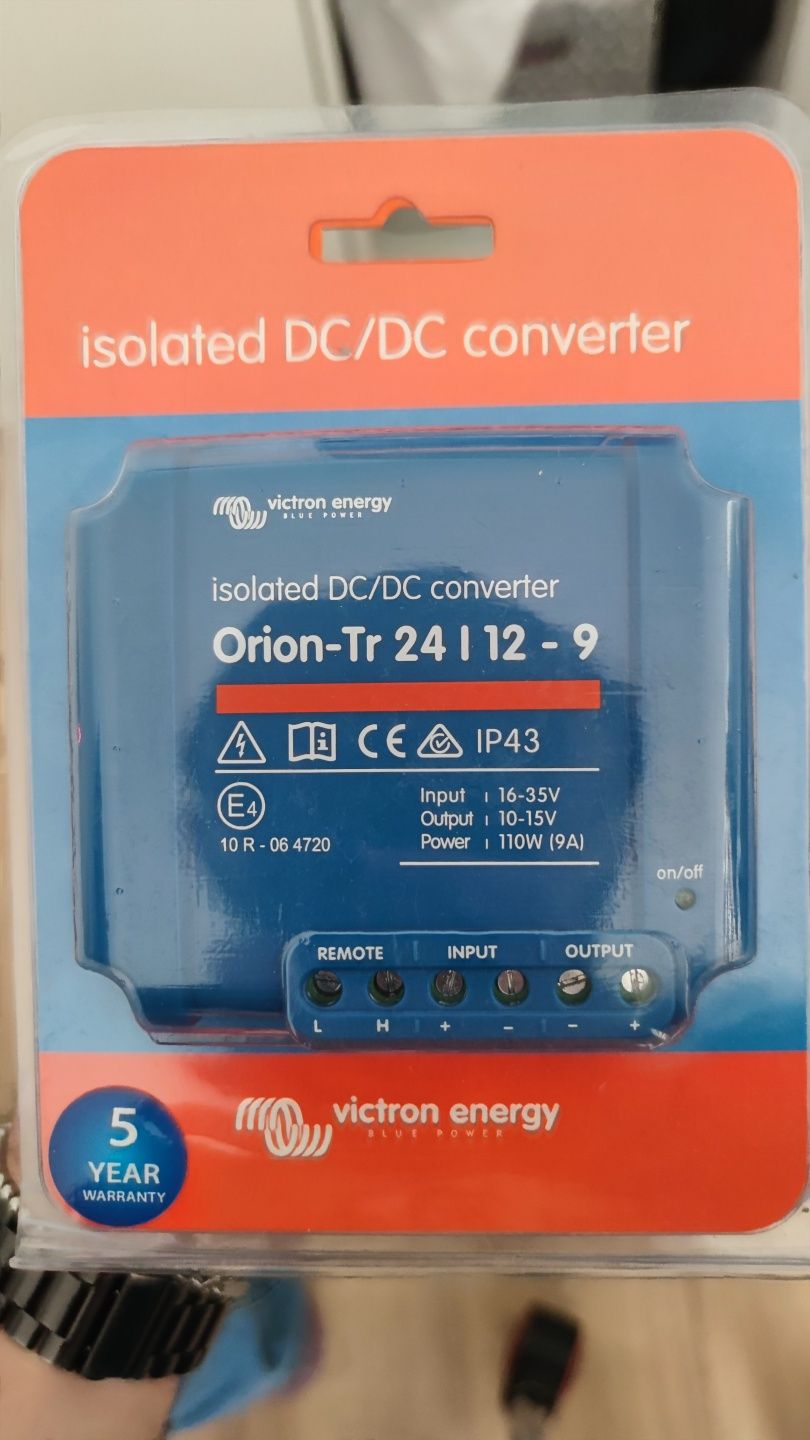 isolated DC/DC converter
victron energy
BLUE POWER
isolated DC/DC converter
Orion-Tr 24 | 12 - 9
CE IP43
E4
10 R - 06 4720
Input | 16-35V
Output | 10-15V
Power | 110W (9A)
on/off
REMOTE INPUT OUTPUT
L H + - - +
5
YEAR
WARRANTY
victron energy
BLUE POWER